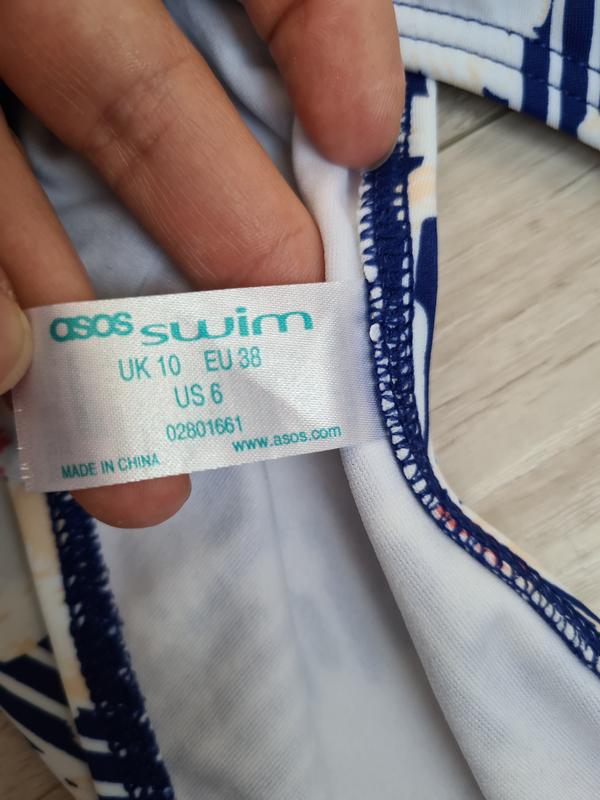 asos swim
UK 10 EU 38
US 6
02801661
www.asos.com
MADE IN CHINA